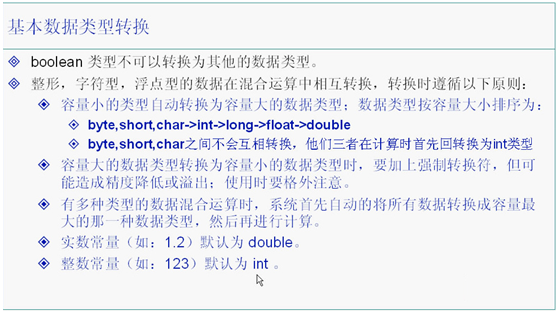 基本数据类型转换
boolean 类型不可以转换为其他的数据类型。
整形，字符型，浮点型的数据在混合运算中相互转换，转换时遵循以下原则：
容量小的类型自动转换为容量大的数据类型；数据类型按容量大小排序为：
byte,short,char->int->long->float->double
byte,short,char之间不会互相转换，他们三者在计算时首先回转换为int类型
容量大的数据类型转换为容量小的数据类型时，要加上强制转换符，但可
能造成精度降低或溢出；使用时要格外注意。
有多种类型的数据混合运算时，系统首先自动的将所有数据转换成容量最
大的那一种数据类型，然后再进行计算。
实数常量（如：1.2）默认为 double。
整数常量（如：123）默认为 int 。